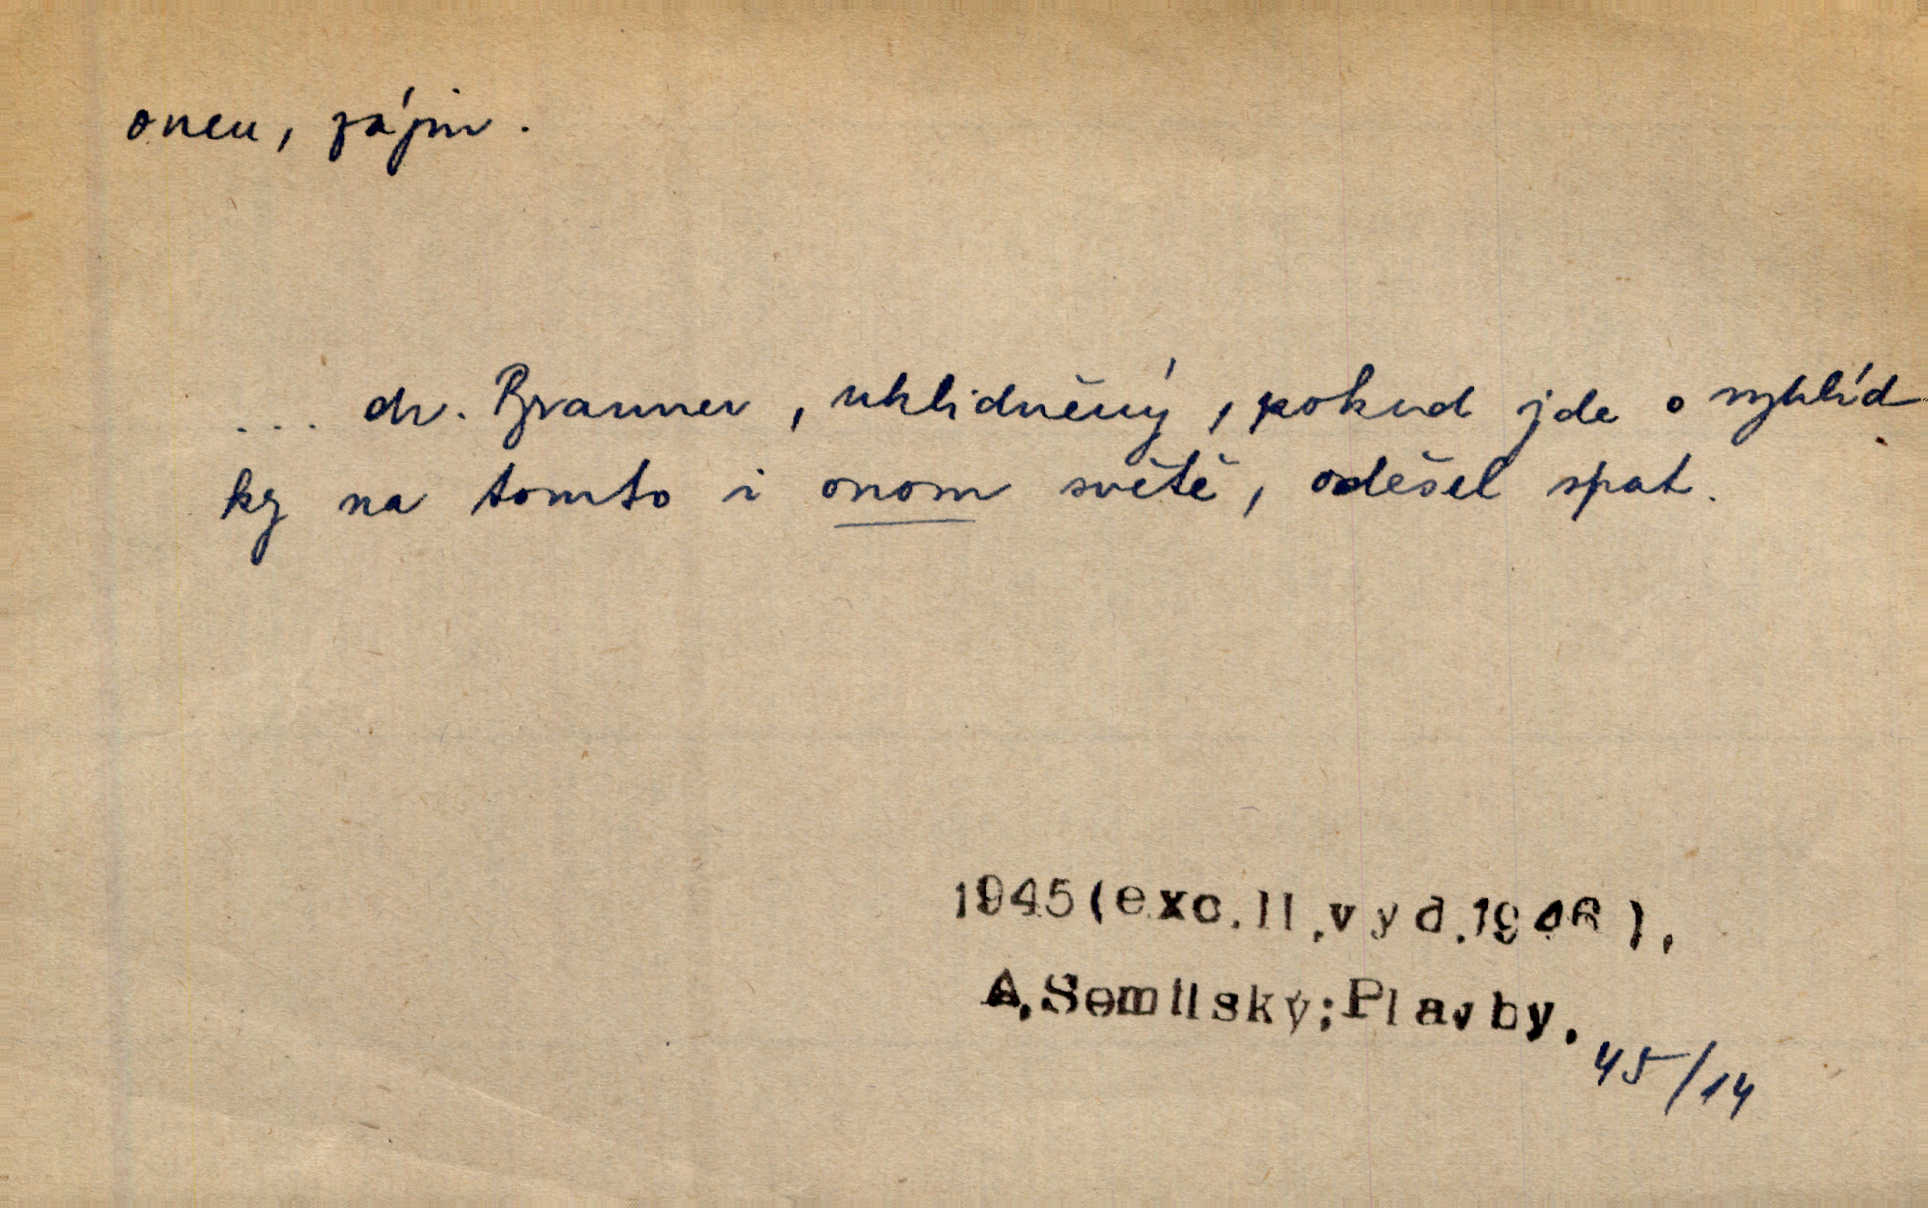 onen, zájm.
... dr. Brauner, uklidněný, pokud jde o vyhlíd-
ky na tomto i onom světě, oděšel spat.
1945(exc.II.vyd.1946).
A.Semilský;Plavby.
45/14